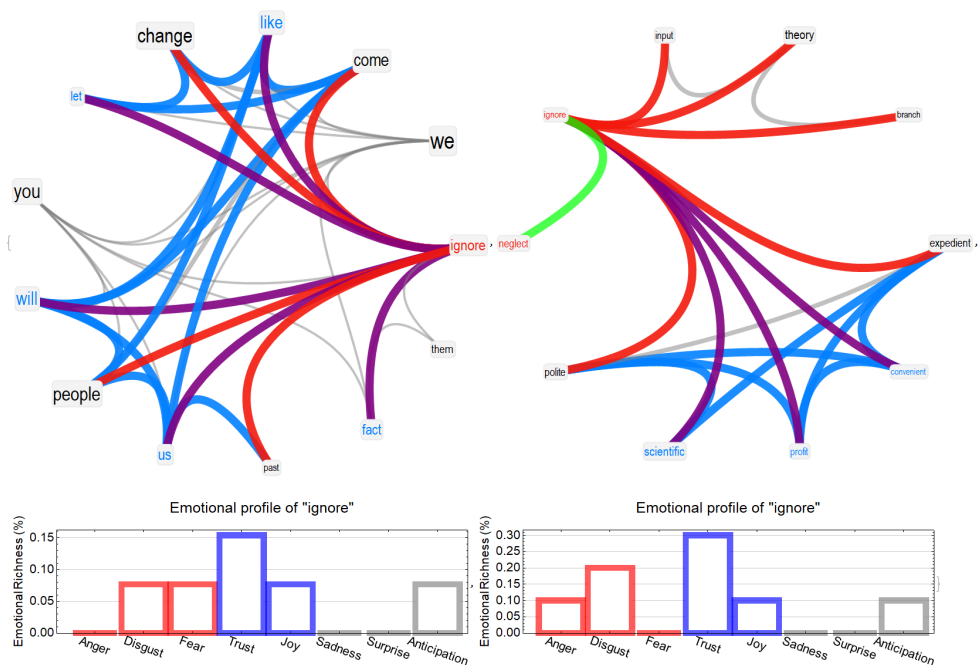 like
change
come
let
we
you
ignore
will
them
people
fact
us
past
{
,
input
theory
ignore
branch
neglect
expedient
,
polite
convenient
scientific
profit
Emotional profile of "ignore"
Emotional Richness (%)
0.15
0.10
0.05
0.00
Anger
Disgust
Fear
Trust
Joy
Sadness
Surprise
Anticipation
,
Emotional profile of "ignore"
Emotional Richness (%)
0.30
0.25
0.20
0.15
0.10
0.05
0.00
Anger
Disgust
Fear
Trust
Joy
Sadness
Surprise
Anticipation
}